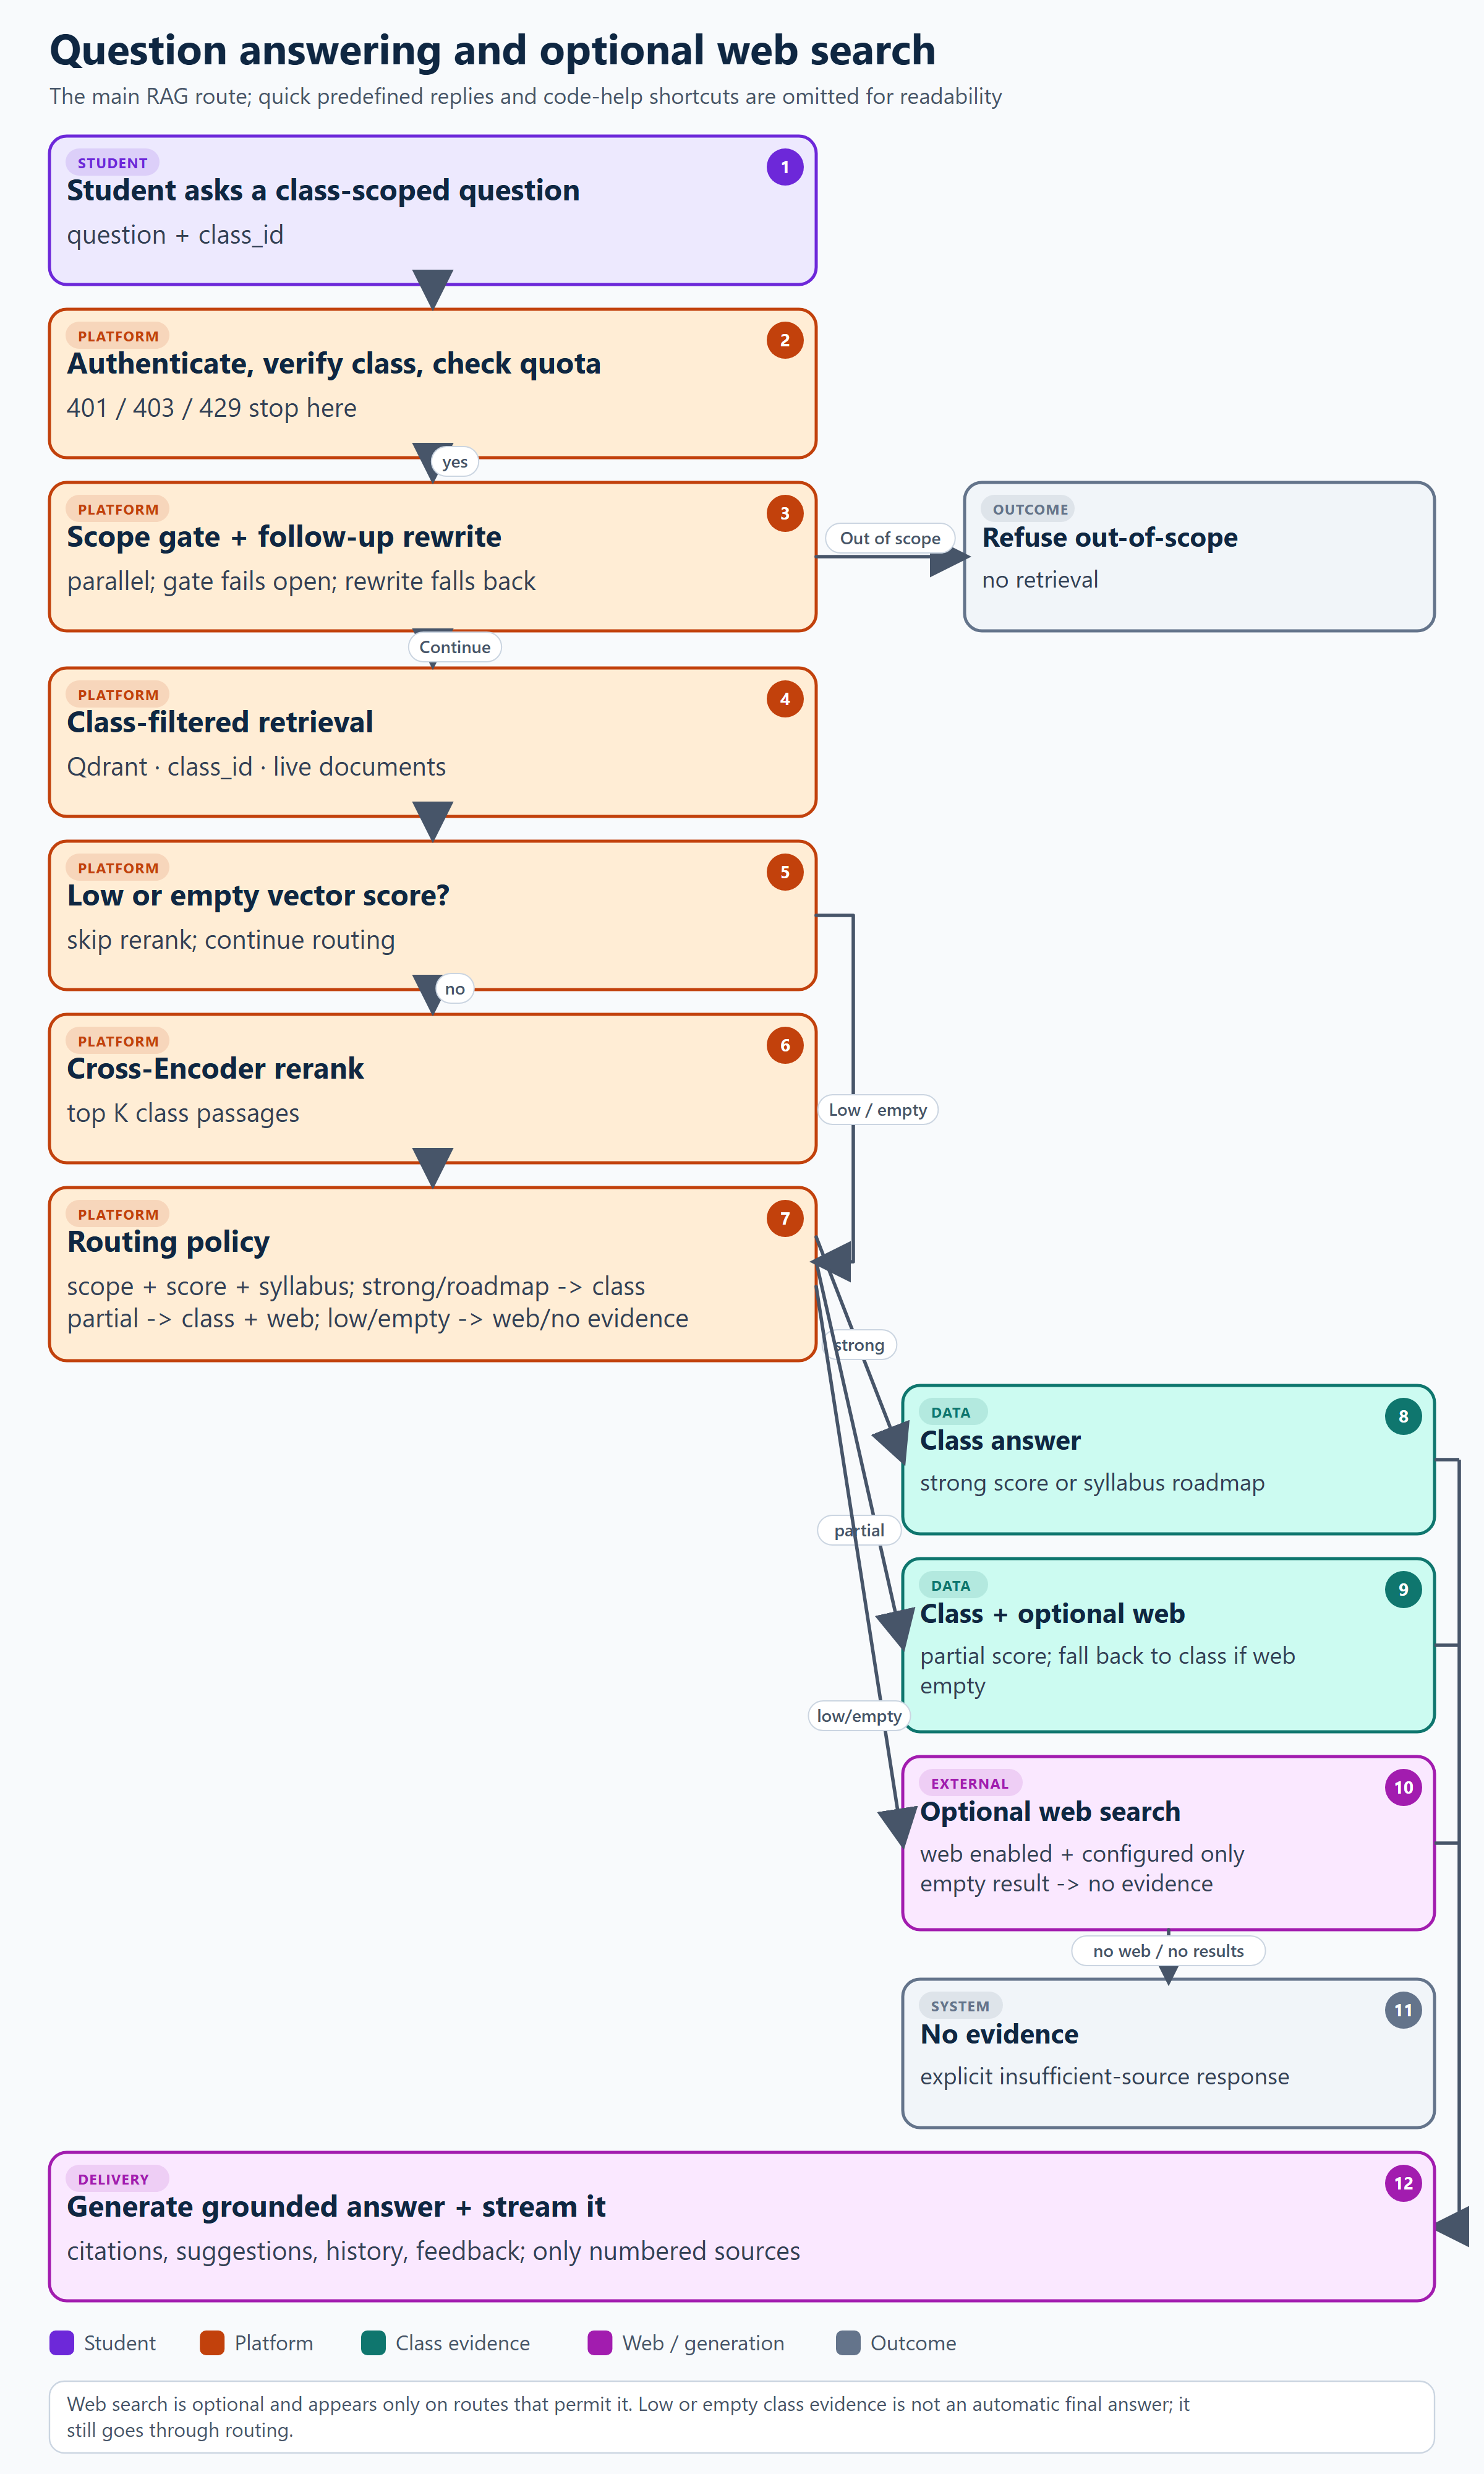 Question answering and optional web search
The main RAG route; quick predefined replies and code-help shortcuts are omitted for readability
STUDENT
1
Student asks a class-scoped question
question + class_id
PLATFORM
2
Authenticate, verify class, check quota
401 / 403 / 429 stop here
yes
PLATFORM
3
Scope gate + follow-up rewrite
parallel; gate fails open; rewrite falls back
Out of scope
OUTCOME
Refuse out-of-scope
no retrieval
Continue
PLATFORM
4
Class-filtered retrieval
Qdrant · class_id · live documents
PLATFORM
5
Low or empty vector score?
skip rerank; continue routing
no
PLATFORM
6
Cross-Encoder rerank
top K class passages
Low / empty
PLATFORM
7
Routing policy
scope + score + syllabus; strong/roadmap -> class
partial -> class + web; low/empty -> web/no evidence
strong
DATA
8
Class answer
strong score or syllabus roadmap
partial
DATA
9
Class + optional web
partial score; fall back to class if web
empty
low/empty
EXTERNAL
10
Optional web search
web enabled + configured only
empty result -> no evidence
no web / no results
SYSTEM
11
No evidence
explicit insufficient-source response
DELIVERY
12
Generate grounded answer + stream it
citations, suggestions, history, feedback; only numbered sources
Student
Platform
Class evidence
Web / generation
Outcome
Web search is optional and appears only on routes that permit it. Low or empty class evidence is not an automatic final answer; it
still goes through routing.